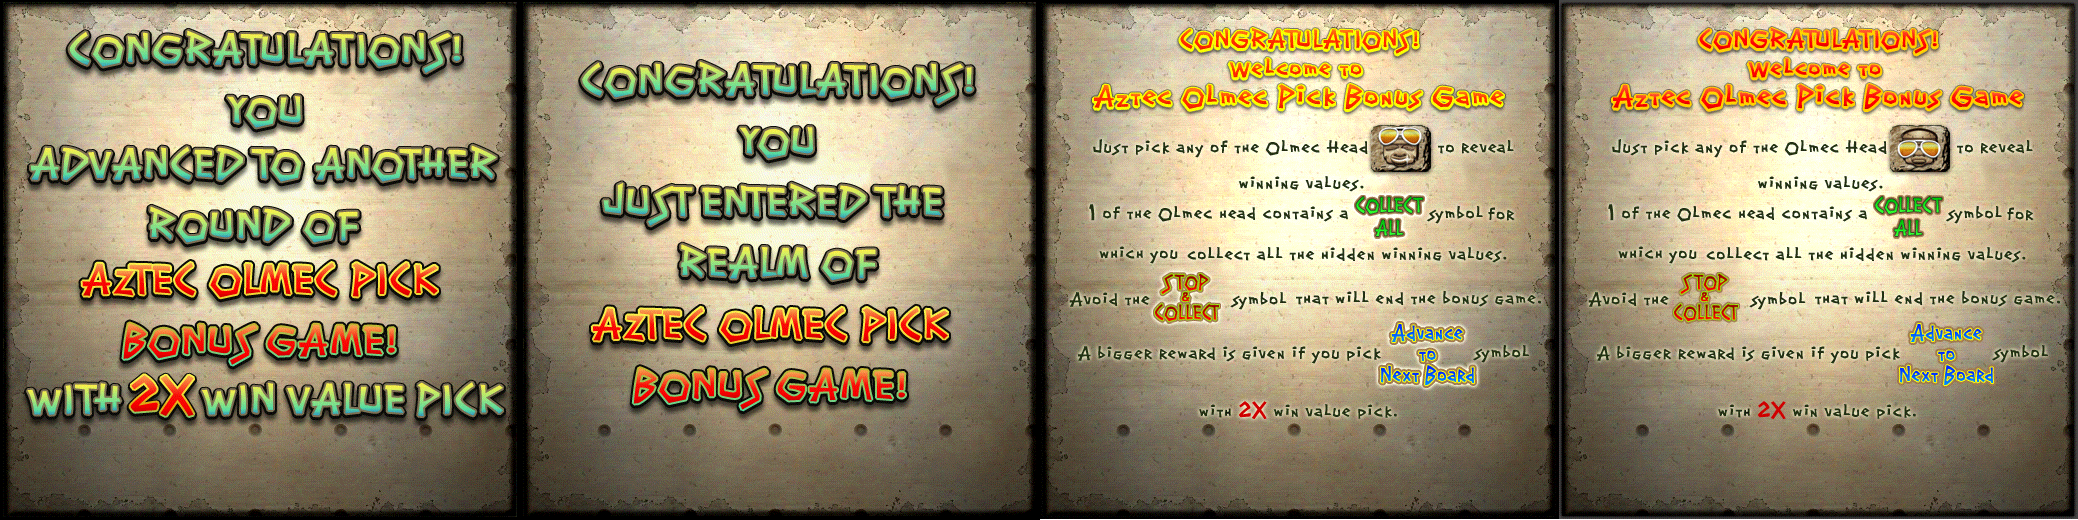 CONGRATULATIONS!
YOU
ADVANCED TO ANOTHER
ROUND OF
AZTEC OLMEC PICK
BONUS GAME!
WITH 2X WIN VALUE PICK
CONGRATULATIONS!
YOU
JUST ENTERED THE
REALM OF
AZTEC OLMEC PICK
BONUS GAME!
CONGRATULATIONS!
Welcome to
Aztec Olmec Pick Bonus Game
Just pick any of the Olmec Head to reveal
winning values.
1 of the Olmec Head contains a COLLECT ALL symbol for
which you collect all the hidden winning values.
Avoid the STOP & COLLECT symbol that will end the bonus game.
A bigger reward is given if you pick Advance to Next Board symbol
with 2X win value pick.
CONGRATULATIONS!
Welcome to
Aztec Olmec Pick Bonus Game
Just pick any of the Olmec Head to reveal
winning values.
1 of the Olmec Head contains a COLLECT ALL symbol for
which you collect all the hidden winning values.
Avoid the STOP & COLLECT symbol that will end the bonus game.
A bigger reward is given if you pick Advance to Next Board symbol
with 2X win value pick.